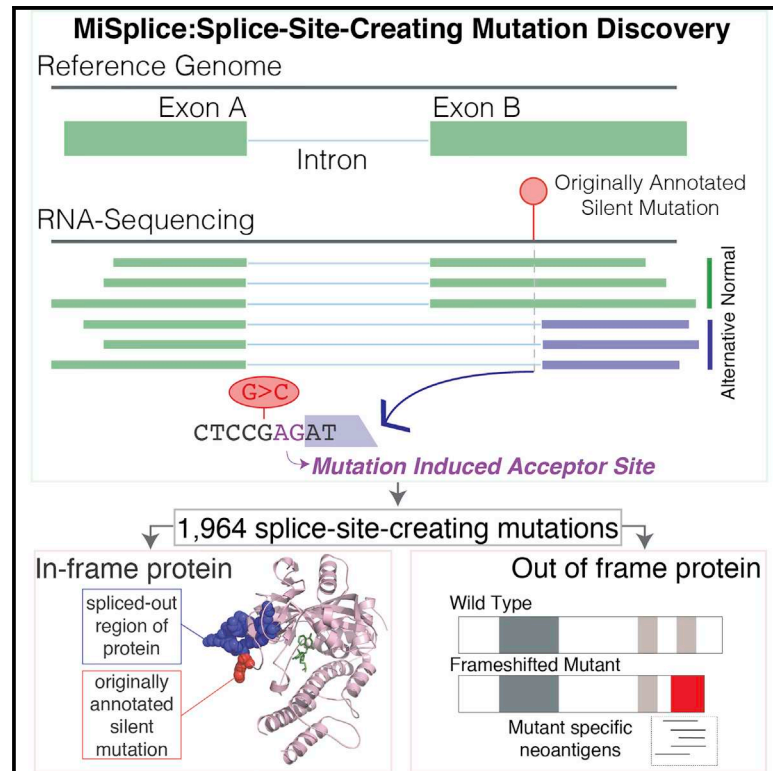 MiSplice:Splice-Site-Creating Mutation Discovery
Reference Genome
Exon A
Exon B
Intron
Originally Annotated
Silent Mutation
RNA-Sequencing
Normal
Alternative
G>C
CTCCGAGAT
Mutation Induced Acceptor Site
1,964 splice-site-creating mutations
In-frame protein
spliced-out
region of
protein
originally
annotated
silent
mutation
Out of frame protein
Wild Type
Frameshifted Mutant
Mutant specific
neoantigens